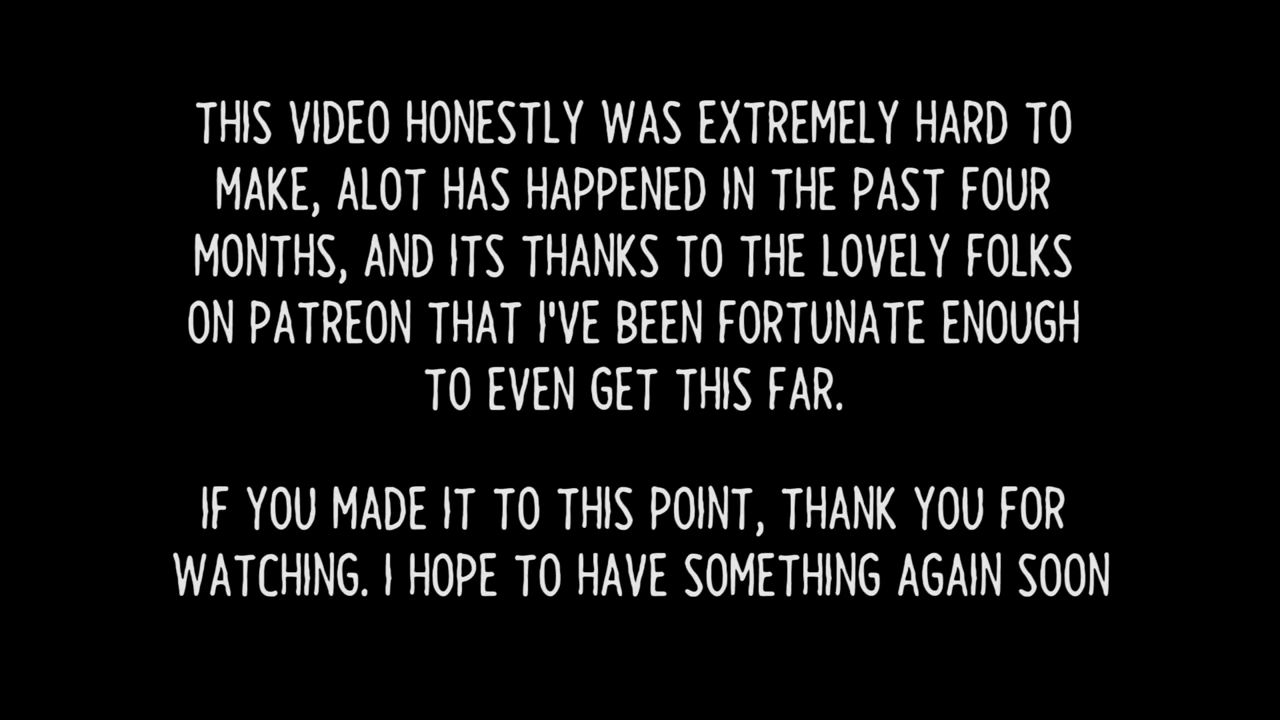 THIS VIDEO HONESTLY WAS EXTREMELY HARD TO
MAKE, ALOT HAS HAPPENED IN THE PAST FOUR
MONTHS, AND ITS THANKS TO THE LOVELY FOLKS
ON PATREON THAT I'VE BEEN FORTUNATE ENOUGH
TO EVEN GET THIS FAR.
IF YOU MADE IT TO THIS POINT, THANK YOU FOR
WATCHING. I HOPE TO HAVE SOMETHING AGAIN SOON